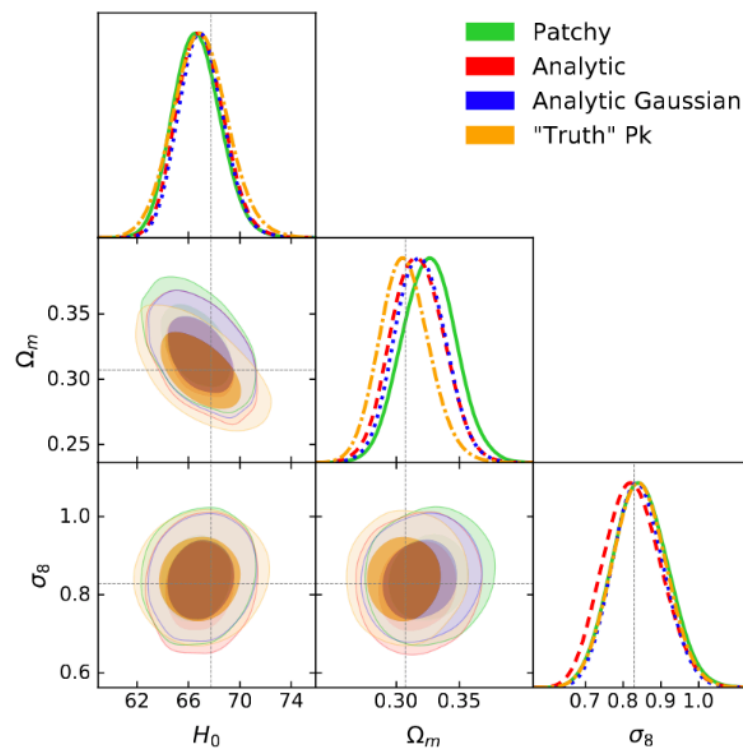 Patchy
Analytic
Analytic Gaussian
"Truth" Pk
0.35
Ωm
0.30
0.25
1.0
σ8
0.8
0.6
62 66 70 74 0.30 0.35 0.7 0.8 0.9 1.0
H0 Ωm σ8